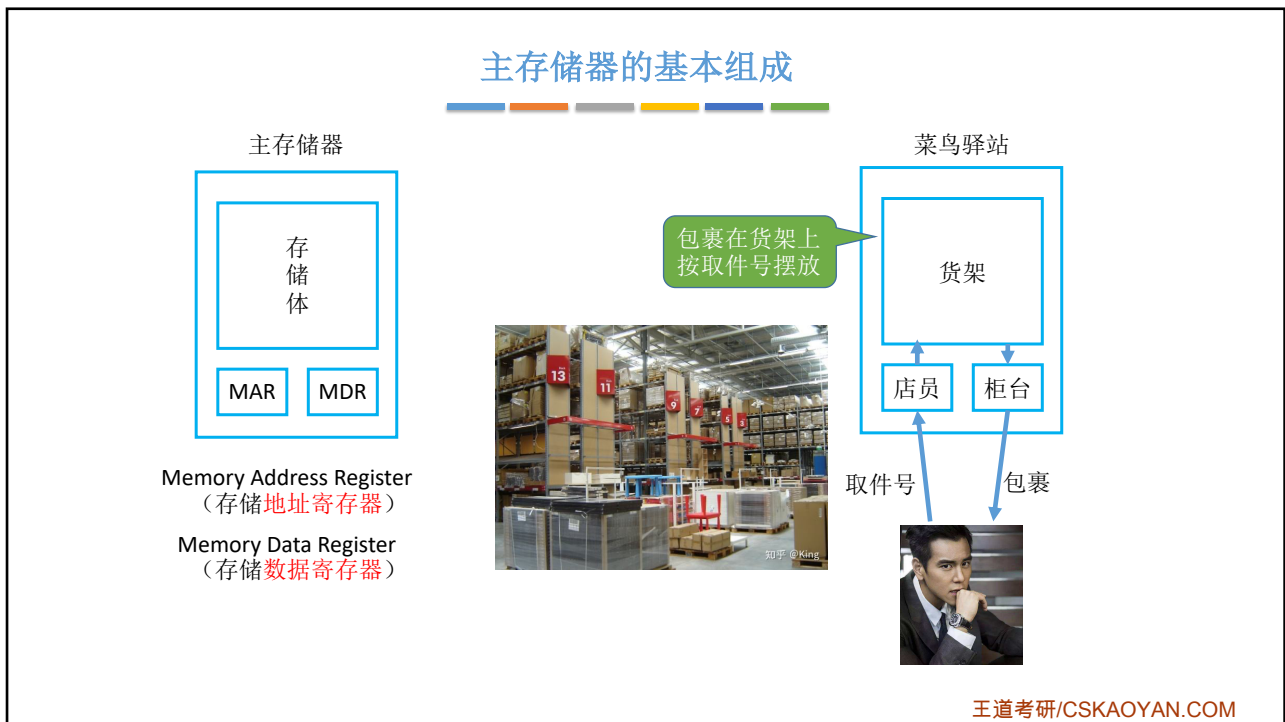 主存储器的基本组成
主存储器
存
储
体
MAR
MDR
Memory Address Register
（存储地址寄存器）
Memory Data Register
（存储数据寄存器）
菜鸟驿站
包裹在货架上
按取件号摆放
货架
店员
柜台
取件号
包裹
13
11
9
7
5
3
知乎 @King
王道考研/CSKAOYAN.COM